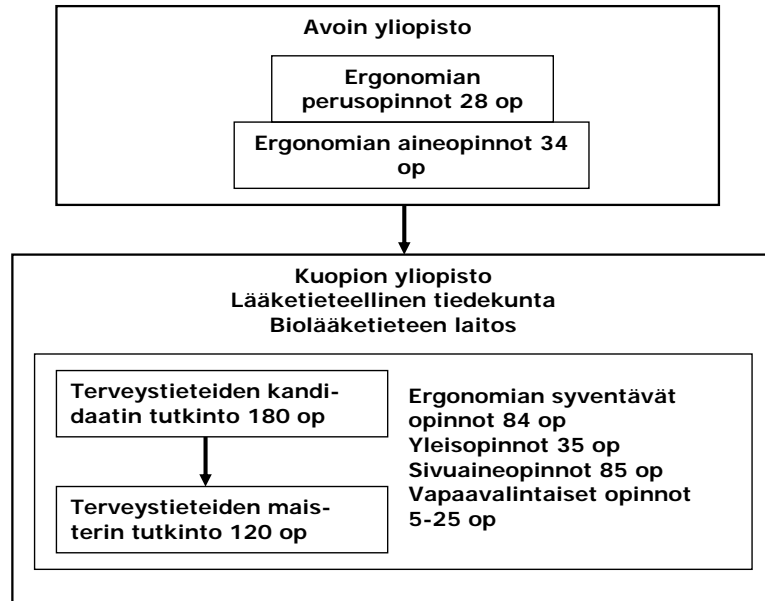 Avoin yliopisto
Ergonomian
perusopinnot 28 op
Ergonomian aineopinnot 34
op
Kuopion yliopisto
Lääketieteellinen tiedekunta
Biolääketieteen laitos
Terveystieteiden kandi-
daatin tutkinto 180 op
Terveystieteiden mais-
terin tutkinto 120 op
Ergonomian syventävät
opinnot 84 op
Yleisopinnot 35 op
Sivuaineopinnot 85 op
Vapaavalintaiset opinnot
5-25 op